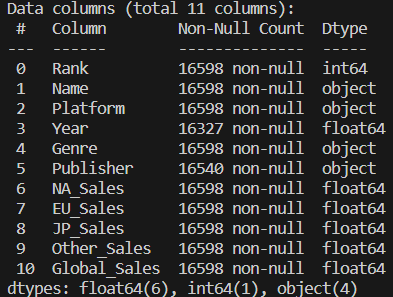 Data columns (total 11 columns):
 #   Column        Non-Null Count  Dtype
---  ------        --------------  -----
 0   Rank          16598 non-null  int64
 1   Name          16598 non-null  object
 2   Platform      16598 non-null  object
 3   Year          16327 non-null  float64
 4   Genre         16598 non-null  object
 5   Publisher     16540 non-null  object
 6   NA_Sales      16598 non-null  float64
 7   EU_Sales      16598 non-null  float64
 8   JP_Sales      16598 non-null  float64
 9   Other_Sales   16598 non-null  float64
 10  Global_Sales  16598 non-null  float64
dtypes: float64(6), int64(1), object(4)